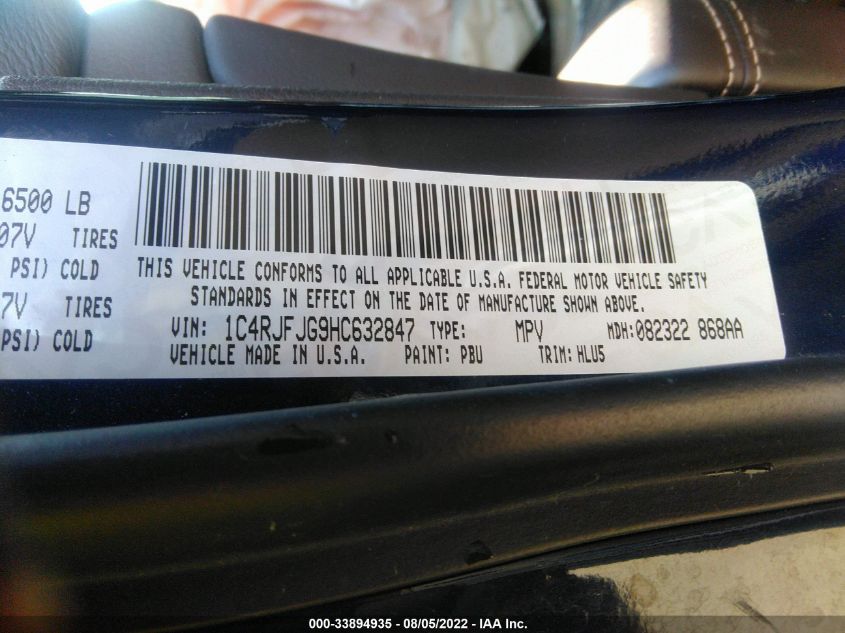 6500 LB
07V TIRES
PSI) COLD
7V TIRES
PSI) COLD
THIS VEHICLE CONFORMS TO ALL APPLICABLE U.S.A. FEDERAL MOTOR VEHICLE SAFETY
STANDARDS IN EFFECT ON THE DATE OF MANUFACTURE SHOWN ABOVE.
VIN: 1C4RJFJG9HC632847 TYPE: MPV MDH:082322 868AA
VEHICLE MADE IN U.S.A. PAINT: PBU TRIM: HLU5
000-33894935 - 08/05/2022 - IAA Inc.